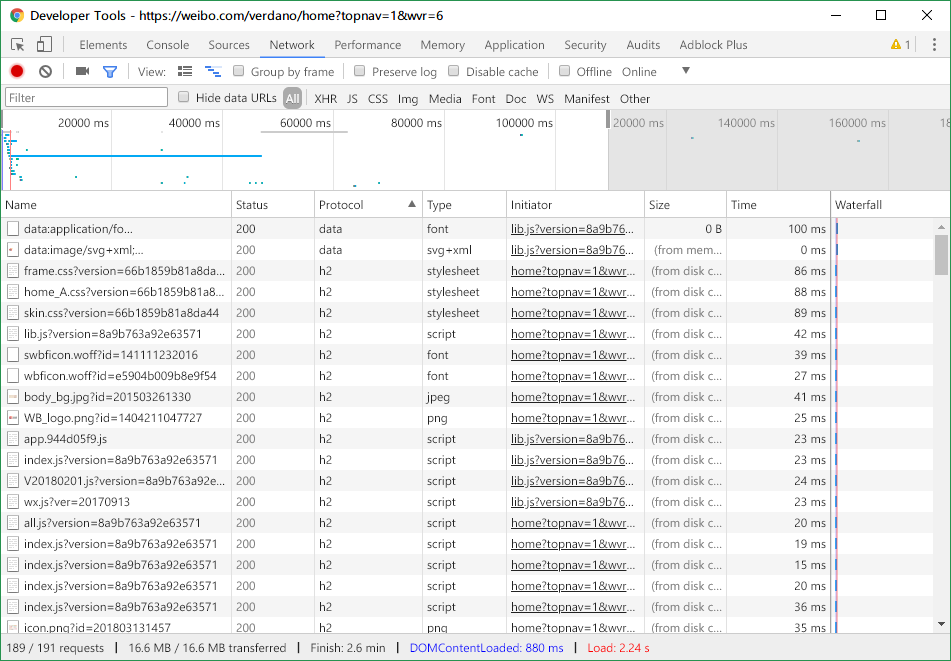 Developer Tools - https://weibo.com/verdano/home?topnav=1&wvr=6
Elements Console Sources Network Performance Memory Application Security Audits Adblock Plus 1
View: Group by frame Preserve log Disable cache Offline Online
Filter Hide data URLs All XHR JS CSS Img Media Font Doc WS Manifest Other
20000 ms 40000 ms 60000 ms 80000 ms 100000 ms 20000 ms 140000 ms 160000 ms 18
Name Status Protocol Type Initiator Size Time Waterfall
data:application/fo... 200 data font lib.js?version=8a9b76... 0 B 100 ms
data:image/svg+xml;... 200 data svg+xml lib.js?version=8a9b76... (from mem... 0 ms
frame.css?version=66b1859b81a8da... 200 h2 stylesheet home?topnav=1&wvr... (from disk c... 86 ms
home_A.css?version=66b1859b81a8... 200 h2 stylesheet home?topnav=1&wvr... (from disk c... 88 ms
skin.css?version=66b1859b81a8da44 200 h2 stylesheet home?topnav=1&wvr... (from disk c... 89 ms
lib.js?version=8a9b763a92e63571 200 h2 script home?topnav=1&wvr... (from disk c... 42 ms
swbficon.woff?id=141111232016 200 h2 font home?topnav=1&wvr... (from disk c... 39 ms
wbficon.woff?id=e5904b009b8e9f54 200 h2 font home?topnav=1&wvr... (from disk c... 27 ms
body_bg.jpg?id=201503261330 200 h2 jpeg home?topnav=1&wvr... (from disk c... 41 ms
WB_logo.png?id=1404211047727 200 h2 png home?topnav=1&wvr... (from disk c... 25 ms
app.944d05f9.js 200 h2 script lib.js?version=8a9b76... (from disk c... 23 ms
index.js?version=8a9b763a92e63571 200 h2 script lib.js?version=8a9b76... (from disk c... 23 ms
V20180201.js?version=8a9b763a92e... 200 h2 script lib.js?version=8a9b76... (from disk c... 24 ms
wx.js?ver=20170913 200 h2 script lib.js?version=8a9b76... (from disk c... 23 ms
all.js?version=8a9b763a92e63571 200 h2 script home?topnav=1&wvr... (from disk c... 20 ms
index.js?version=8a9b763a92e63571 200 h2 script home?topnav=1&wvr... (from disk c... 19 ms
index.js?version=8a9b763a92e63571 200 h2 script home?topnav=1&wvr... (from disk c... 15 ms
index.js?version=8a9b763a92e63571 200 h2 script home?topnav=1&wvr... (from disk c... 20 ms
index.js?version=8a9b763a92e63571 200 h2 script home?topnav=1&wvr... (from disk c... 36 ms
icon.png?id=201803131457 200 h2 png home?topnav=1&wvr... (from disk c... 35 ms
189 / 191 requests | 16.6 MB / 16.6 MB transferred | Finish: 2.6 min | DOMContentLoaded: 880 ms | Load: 2.24 s